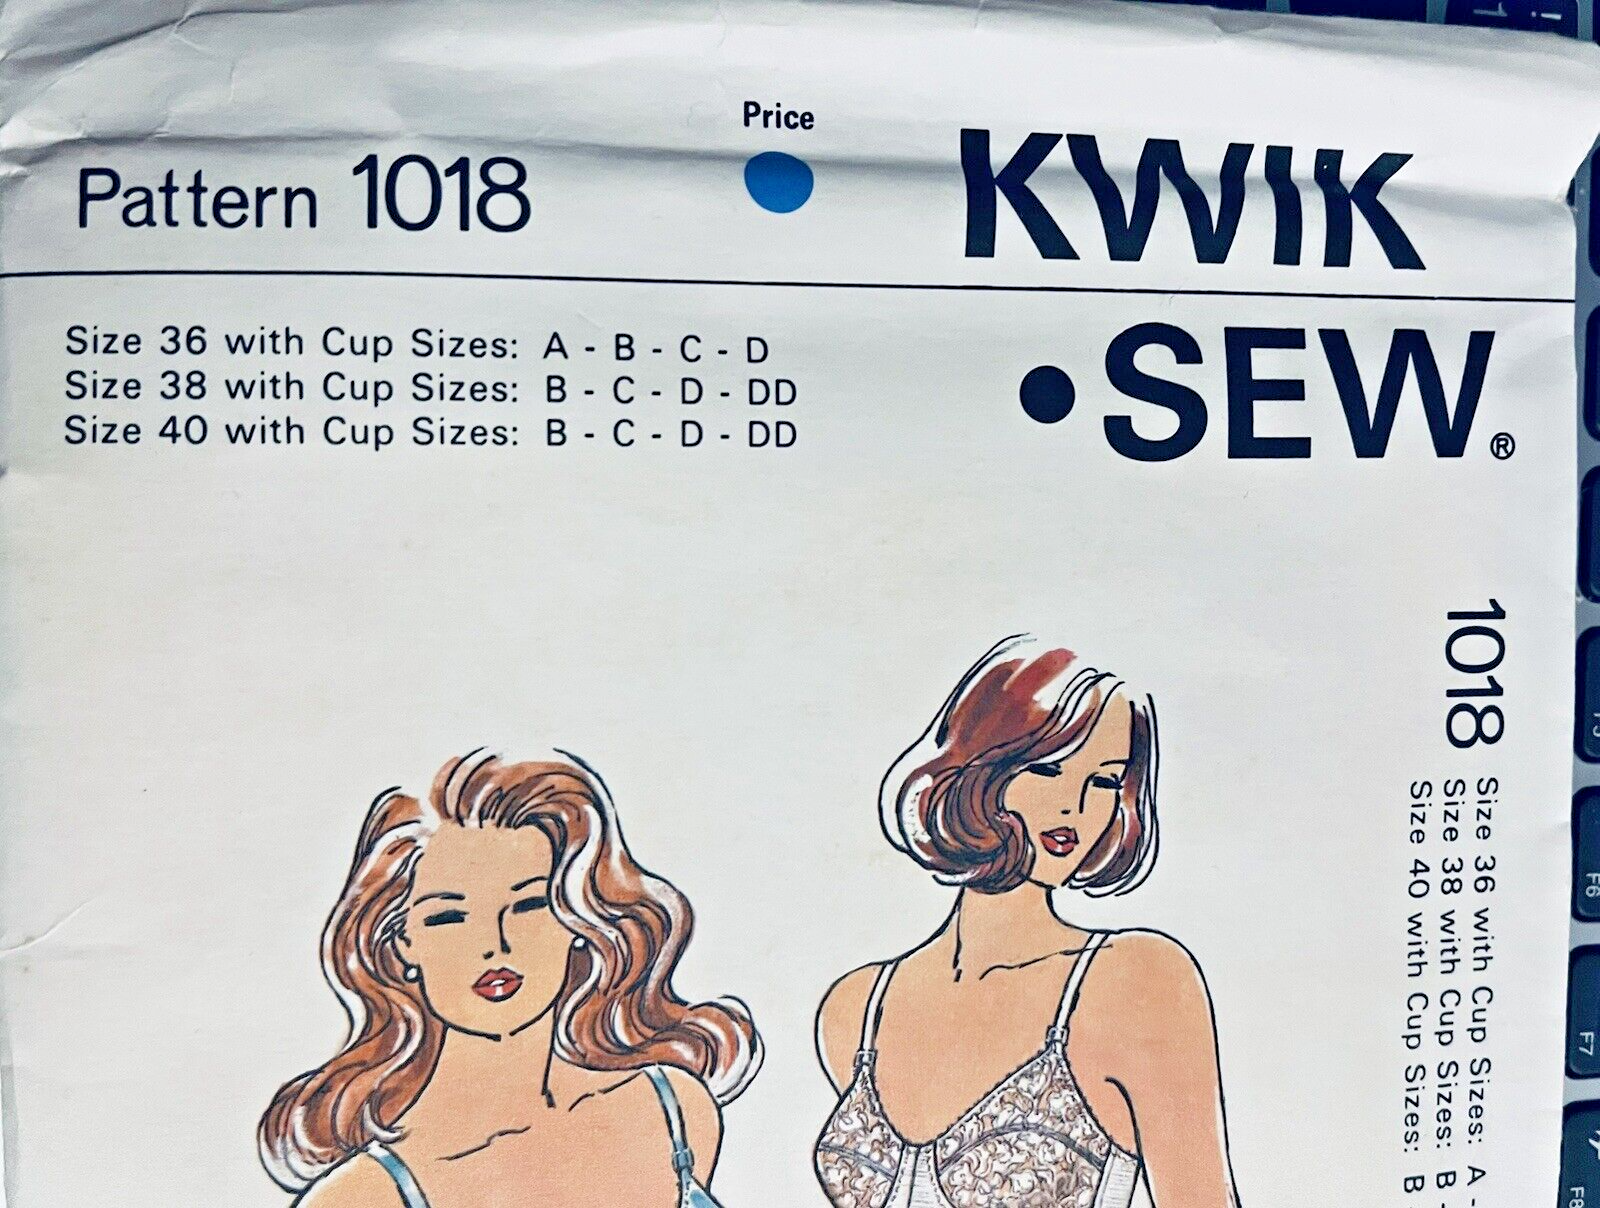 Price
Pattern 1018
KWIK
• SEW®
Size 36 with Cup Sizes: A - B - C - D
Size 38 with Cup Sizes: B - C - D - DD
Size 40 with Cup Sizes: B - C - D - DD
1018
Size 36 with Cup Sizes: A -
Size 38 with Cup Sizes: B -
Size 40 with Cup Sizes: B
! 1
F6
F7
F8